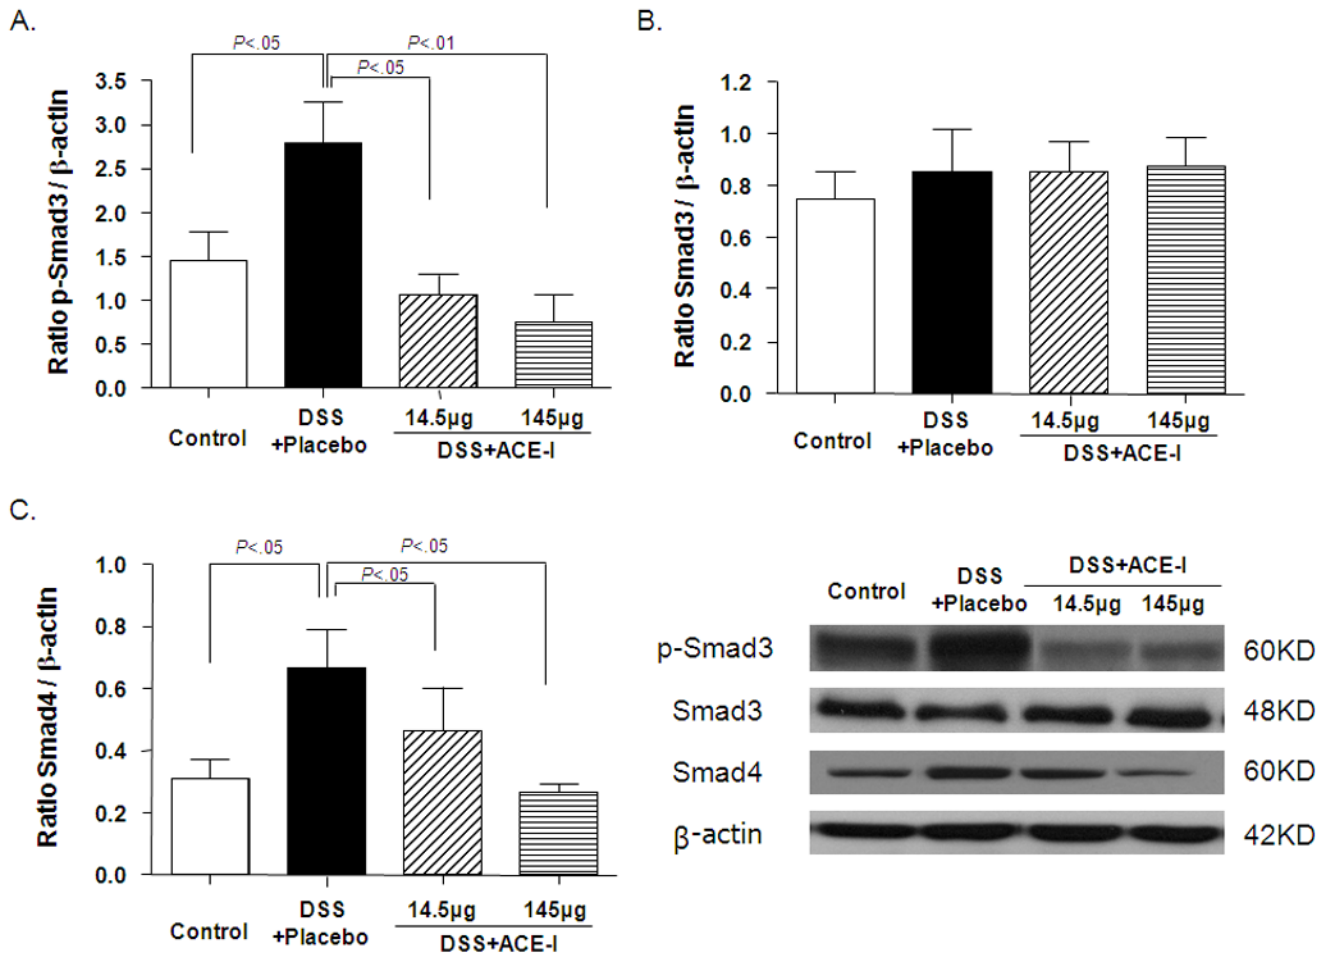 A.
P<.05
P<.01
P<.05
Ratio p-Smad3 / β-actin
3.5
3.0
2.5
2.0
1.5
1.0
0.5
0.0
Control
DSS
+Placebo
14.5µg
145µg
DSS+ACE-I
B.
Ratio Smad3 / β-actin
1.2
1.0
0.8
0.6
0.4
0.2
0.0
Control
DSS
+Placebo
14.5µg
145µg
DSS+ACE-I
C.
P<.05
P<.05
P<.05
Ratio Smad4 / β-actin
1.0
0.8
0.6
0.4
0.2
0.0
Control
DSS
+Placebo
14.5µg
145µg
DSS+ACE-I
Control
DSS
+Placebo
DSS+ACE-I
14.5µg
145µg
p-Smad3
60KD
Smad3
48KD
Smad4
60KD
β-actin
42KD